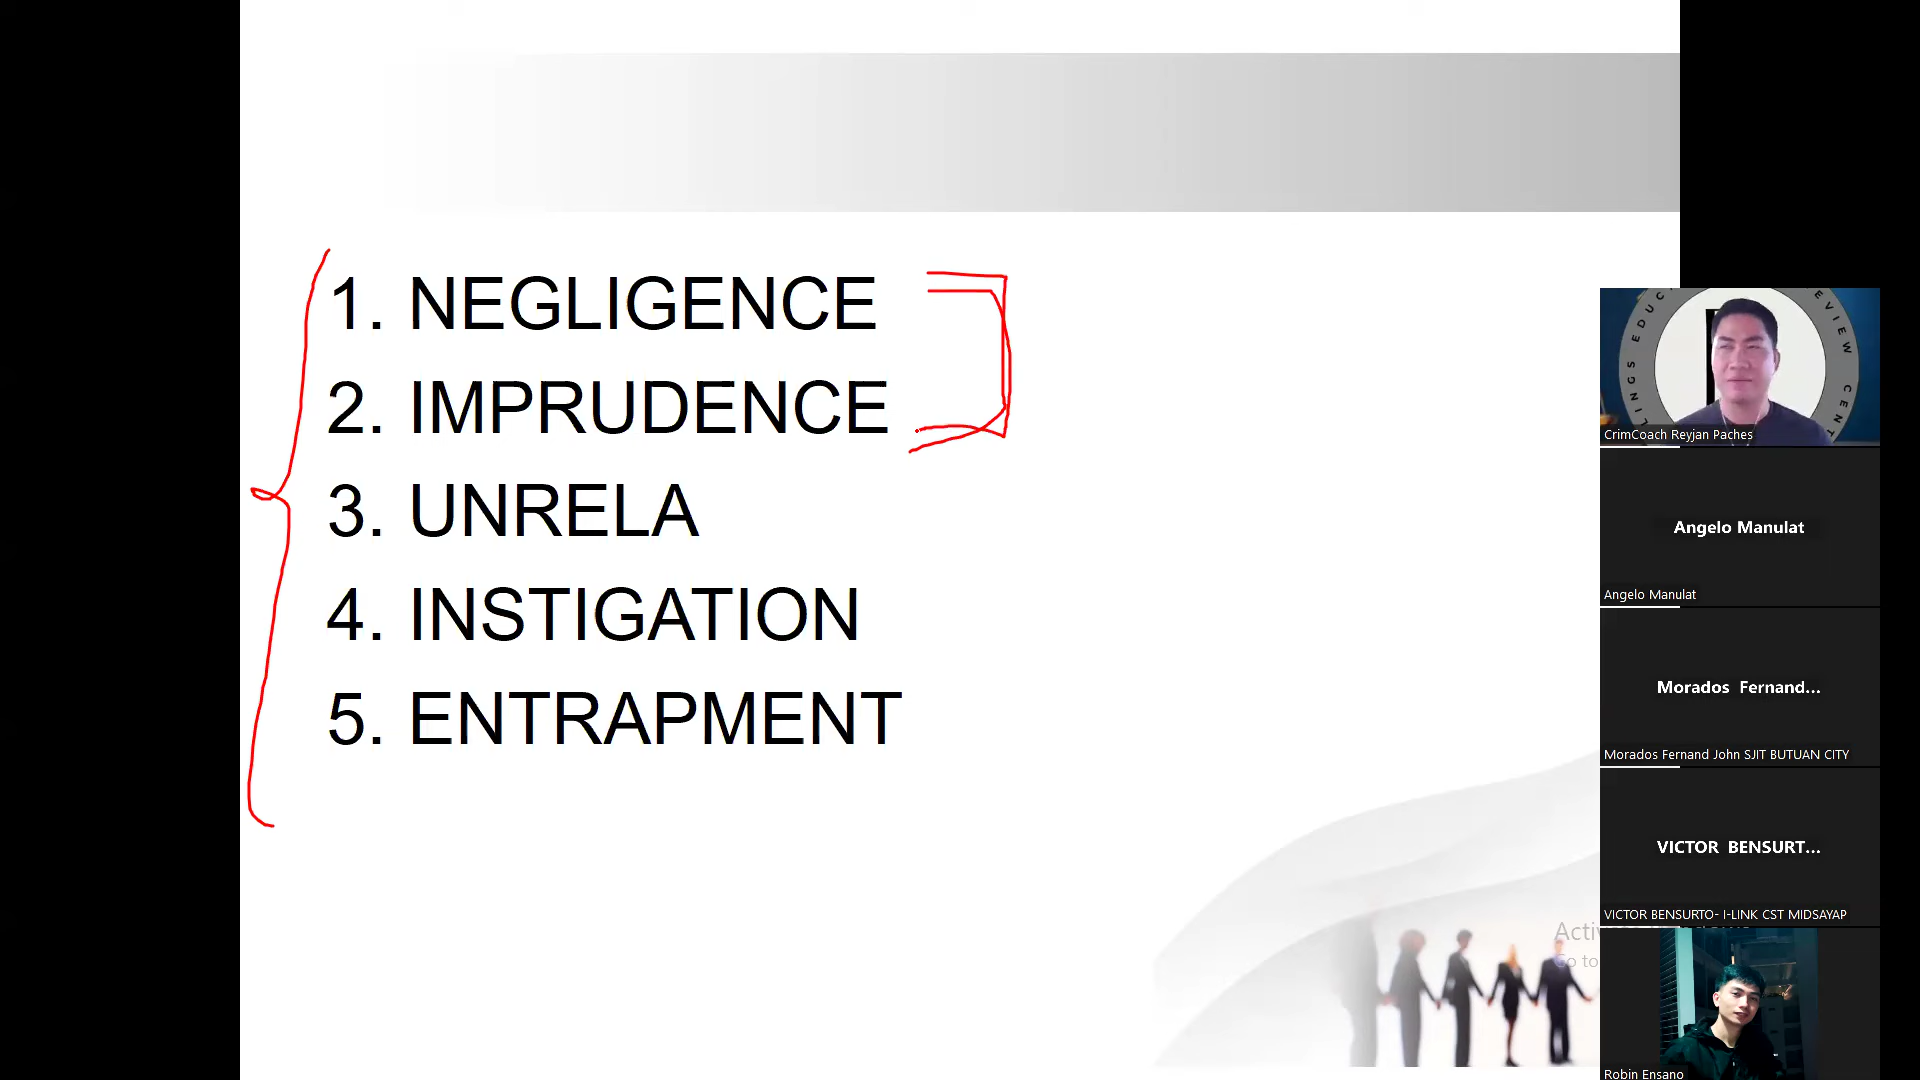 1. NEGLIGENCE
2. IMPRUDENCE
3. UNRELA
4. INSTIGATION
5. ENTRAPMENT
CrimCoach Reyjan Paches
Angelo Manulat
Angelo Manulat
Morados Fernand...
Morados Fernand John SJIT BUTUAN CITY
VICTOR BENSURT...
VICTOR BENSURTO- I-LINK CST MIDSAYAP
Robin Ensano